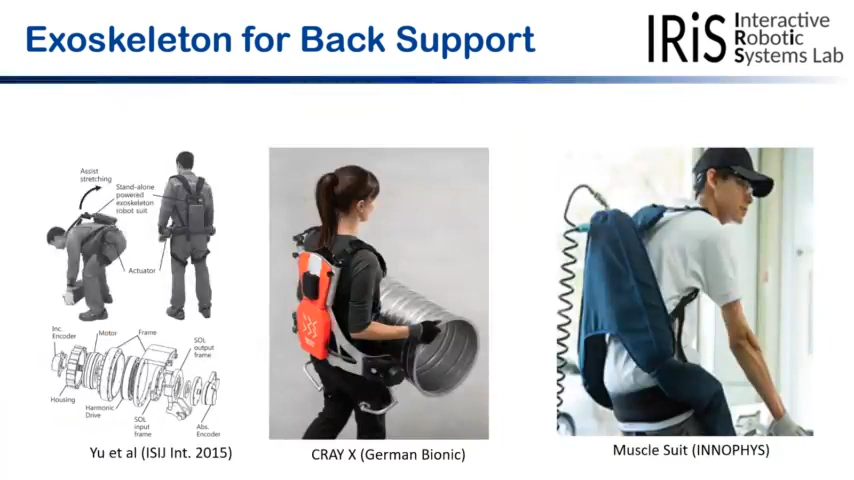 Exoskeleton for Back Support
IRiS Interactive
Robotic
Systems Lab
Assist
stretching
Stand-alone
powered
exoskeleton
robot suit
Actuator
Inc.
Encoder
Motor
Frame
SOL
output
frame
Housing
Harmonic
Drive
SOL
input
frame
Abs.
Encoder
Yu et al (ISIJ Int. 2015)
CRAY X (German Bionic)
Muscle Suit (INNOPHYS)